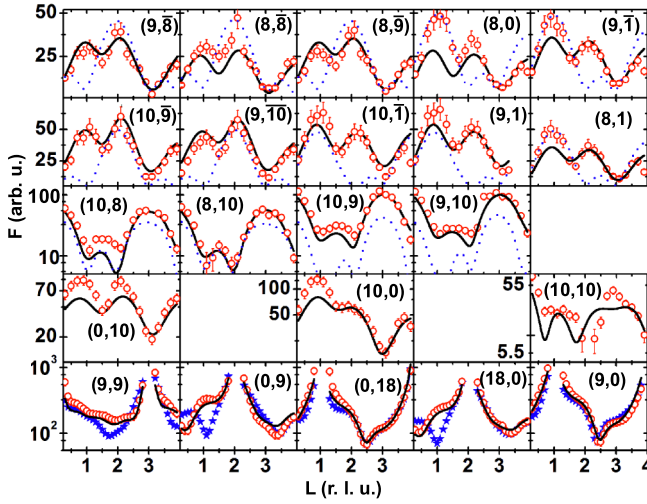 50 (9,8̅) (8,8̅) (8,9̅) (8,0) (9,1̅)
25
(10,9̅) (9,1̅0̅) (10,1̅) (9,1) (8,1)
50
25
F (arb. u.)
100 (10,8) (8,10) (10,9) (9,10)
10
70 100 (10,0) 55 (10,10)
50
20 (0,10) 5.5
10³ (9,9) (0,9) (0,18) (18,0) (9,0)
10²
1 2 3 1 2 3 1 2 3 1 2 3 1 2 3 4
L (r. l. u.)